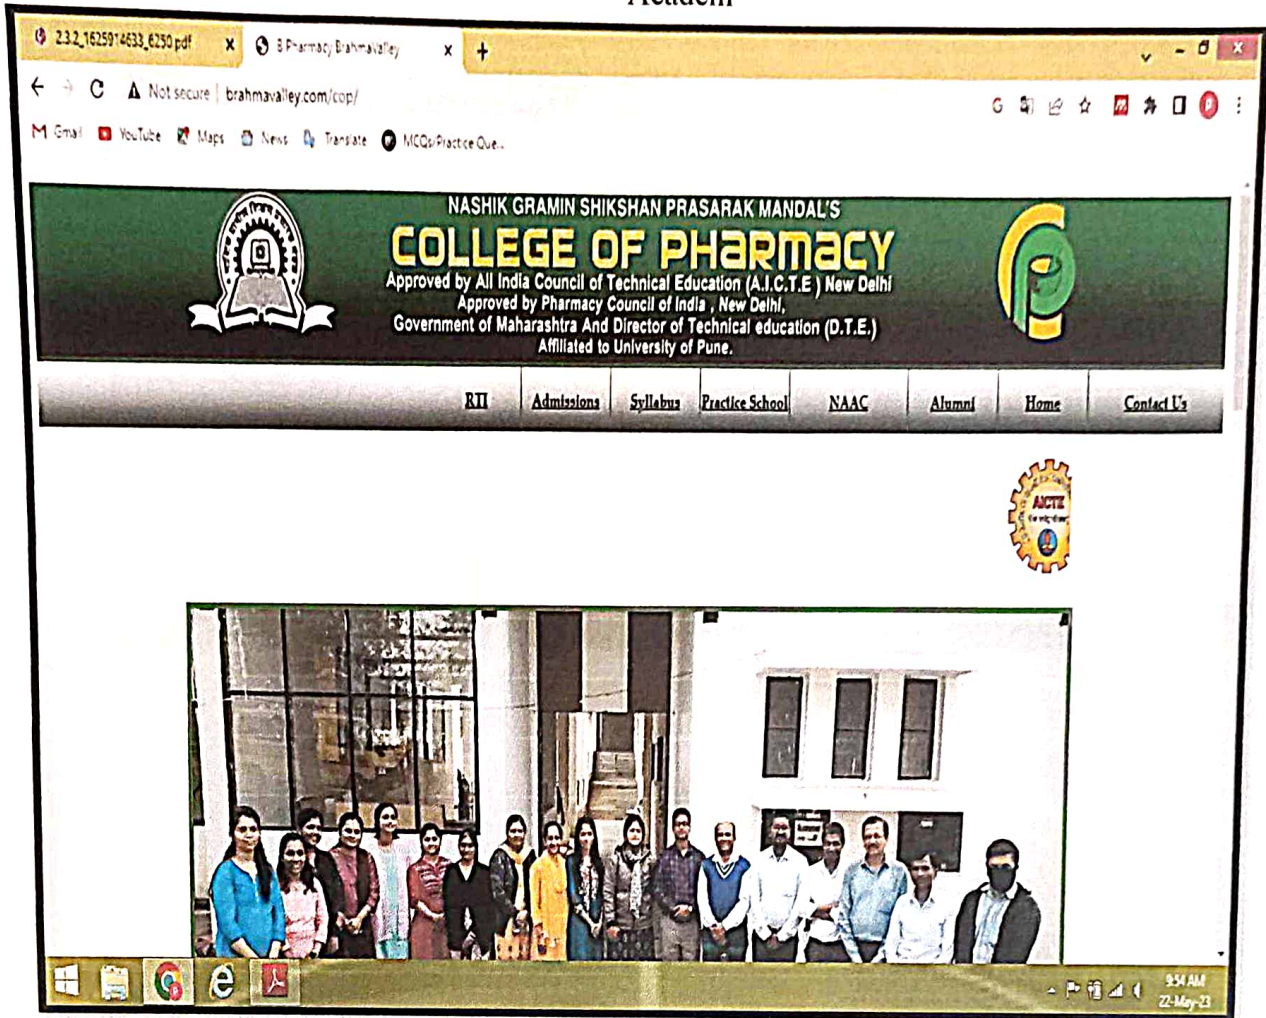 2.3.2_1625914633_6250.pdf
B Pharmacy BrahmaValley
Not secure
brahmavalley.com/cop/
Gmail
YouTube
Maps
News
Translate
MCQs/Practice Que...
NASHIK GRAMIN SHIKSHAN PRASARAK MANDAL'S
COLLEGE OF PHARMACY
Approved by All India Council of Technical Education (A.I.C.T.E ) New Delhi
Approved by Pharmacy Council of India , New Delhi,
Government of Maharashtra And Director of Technical education (D.T.E.)
Affiliated to University of Pune.
RTI
Admissions
Syllabus
Practice School
NAAC
Alumni
Home
Contact Us
AICTE
9:54 AM
22-May-23